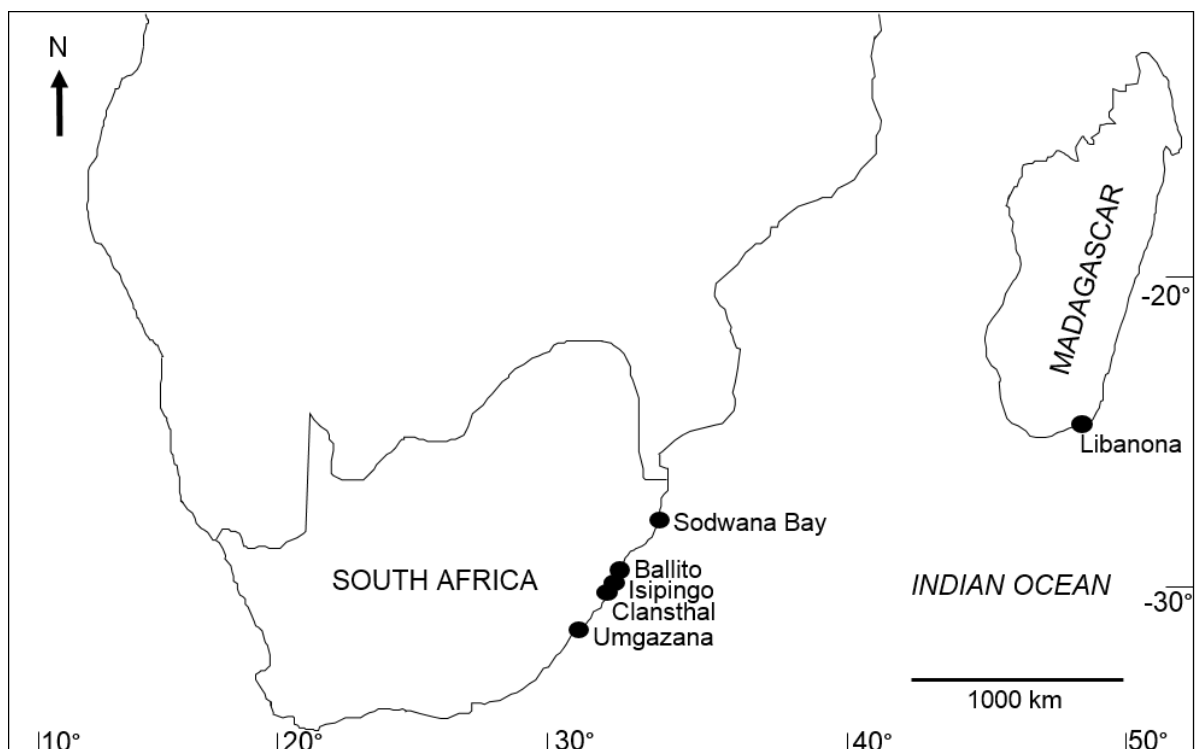 N
MADAGASCAR
-20°
Libanona
Sodwana Bay
Ballito
SOUTH AFRICA
Isipingo
INDIAN OCEAN
-30°
Clansthal
Umgazana
1000 km
10°
20°
30°
40°
50°